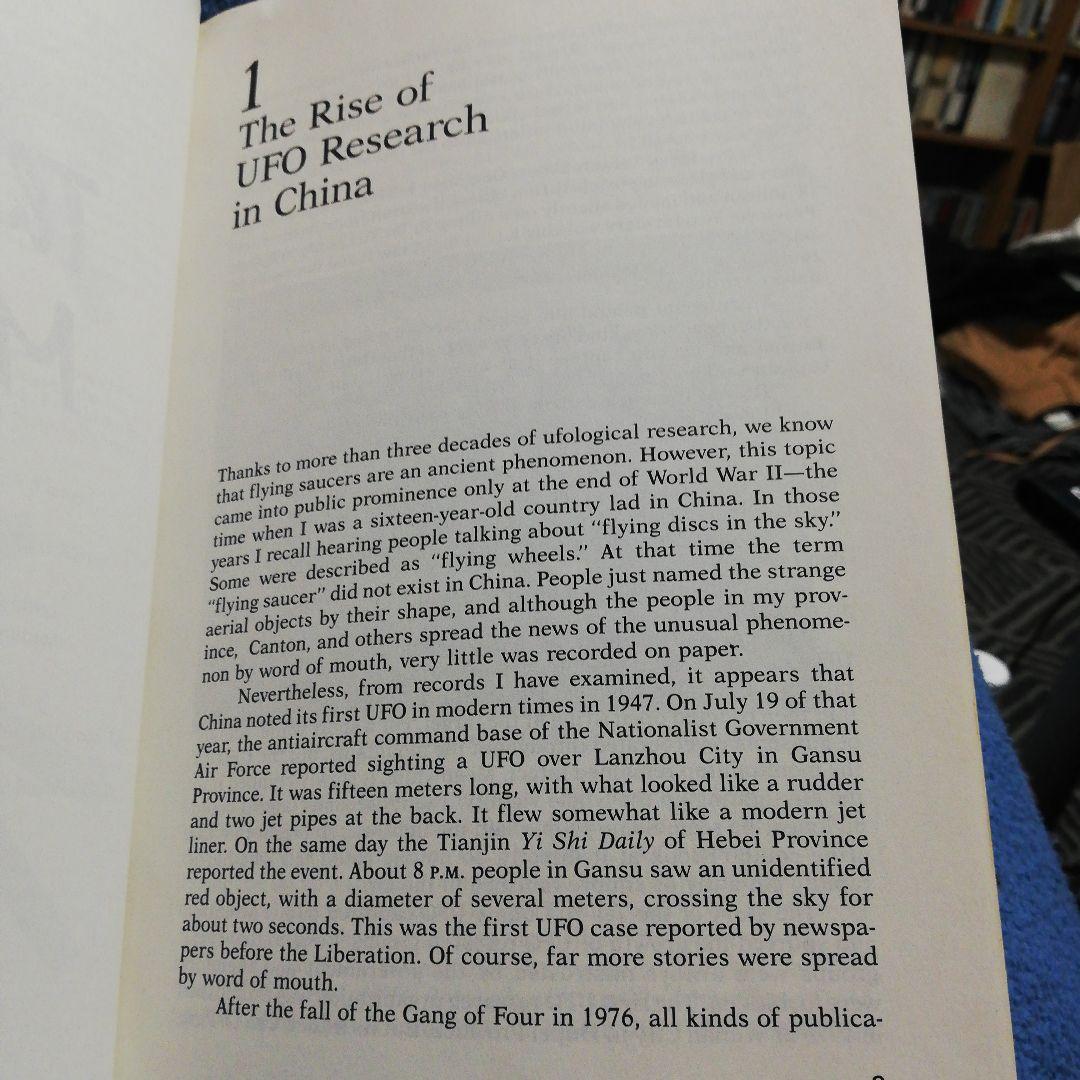 1
The Rise of
UFO Research
in China
Thanks to more than three decades of ufological research, we know
that flying saucers are an ancient phenomenon. However, this topic
came into public prominence only at the end of World War II—the
time when I was a sixteen-year-old country lad in China. In those
years I recall hearing people talking about “flying discs in the sky.”
Some were described as “flying wheels.” At that time the term
“flying saucer” did not exist in China. People just named the strange
aerial objects by their shape, and although the people in my prov-
ince, Canton, and others spread the news of the unusual phenome-
non by word of mouth, very little was recorded on paper.
Nevertheless, from records I have examined, it appears that
China noted its first UFO in modern times in 1947. On July 19 of that
year, the antiaircraft command base of the Nationalist Government
Air Force reported sighting a UFO over Lanzhou City in Gansu
Province. It was fifteen meters long, with what looked like a rudder
and two jet pipes at the back. It flew somewhat like a modern jet
liner. On the same day the Tianjin Yi Shi Daily of Hebei Province
reported the event. About 8 P.M. people in Gansu saw an unidentified
red object, with a diameter of several meters, crossing the sky for
about two seconds. This was the first UFO case reported by newspa-
pers before the Liberation. Of course, far more stories were spread
by word of mouth.
After the fall of the Gang of Four in 1976, all kinds of publica-